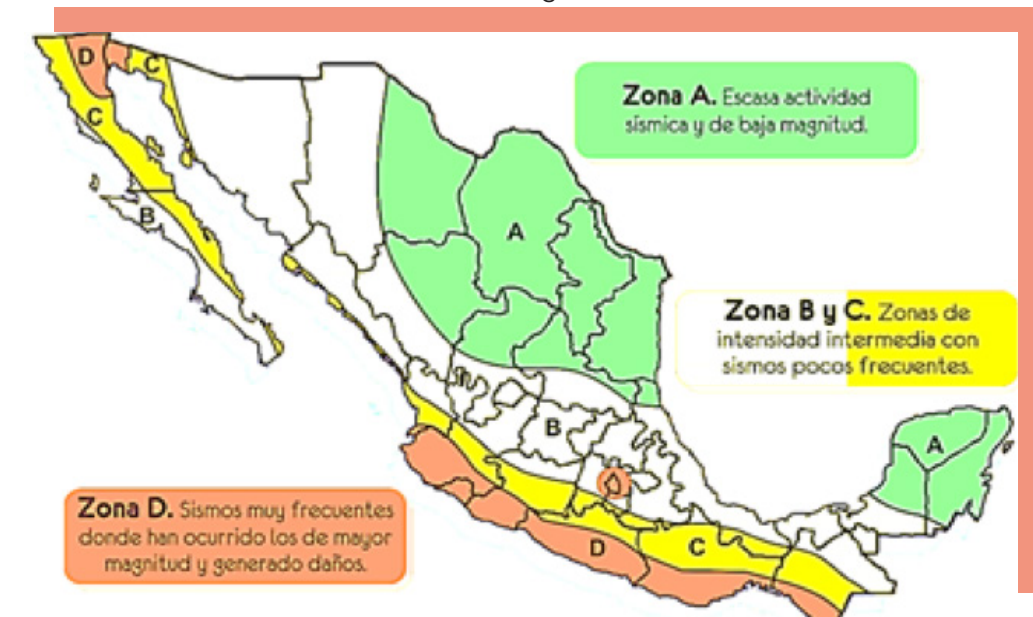 D
C
C
Zona A. Escasa actividad
sísmica y de baja magnitud.
B
A
Zona B y C. Zonas de
intensidad intermedia con
sismos pocos frecuentes.
B
A
Zona D. Sismos muy frecuentes
donde han ocurrido los de mayor
magnitud y generado daños.
D
C